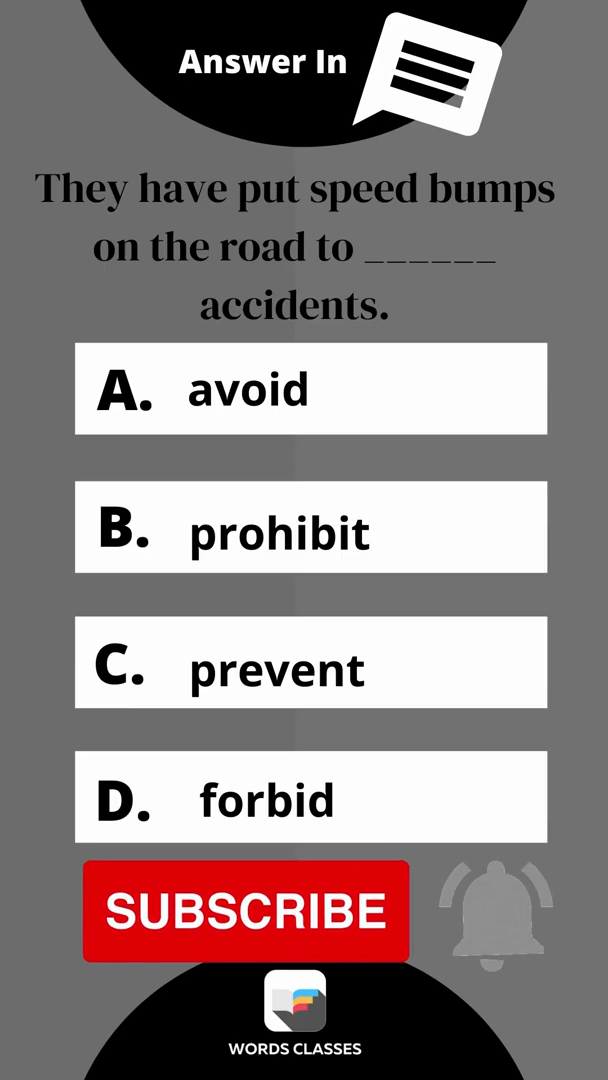 Answer In
They have put speed bumps
on the road to ______
accidents.
A. avoid
B. prohibit
C. prevent
D. forbid
SUBSCRIBE
WORDS CLASSES